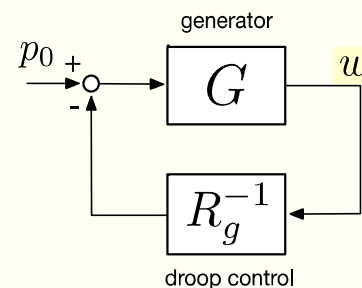 generator
p₀ +
G
w
-
R_g^{-1}
droop control